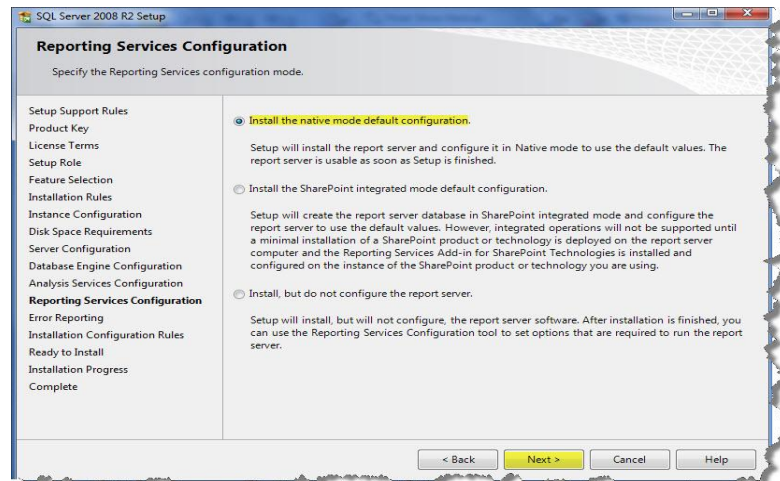 SQL Server 2008 R2 Setup
Reporting Services Configuration
Specify the Reporting Services configuration mode.
Setup Support Rules
Product Key
License Terms
Setup Role
Feature Selection
Installation Rules
Instance Configuration
Disk Space Requirements
Server Configuration
Database Engine Configuration
Analysis Services Configuration
Reporting Services Configuration
Error Reporting
Installation Configuration Rules
Ready to Install
Installation Progress
Complete
Install the native mode default configuration.
Setup will install the report server and configure it in Native mode to use the default values. The
report server is usable as soon as Setup is finished.
Install the SharePoint integrated mode default configuration.
Setup will create the report server database in SharePoint integrated mode and configure the
report server to use the default values. However, integrated operations will not be supported until
a minimal installation of a SharePoint product or technology is deployed on the report server
computer and the Reporting Services Add-in for SharePoint Technologies is installed and
configured on the instance of the SharePoint product or technology you are using.
Install, but do not configure the report server.
Setup will install, but will not configure, the report server software. After installation is finished, you
can use the Reporting Services Configuration tool to set options that are required to run the report
server.
< Back
Next >
Cancel
Help